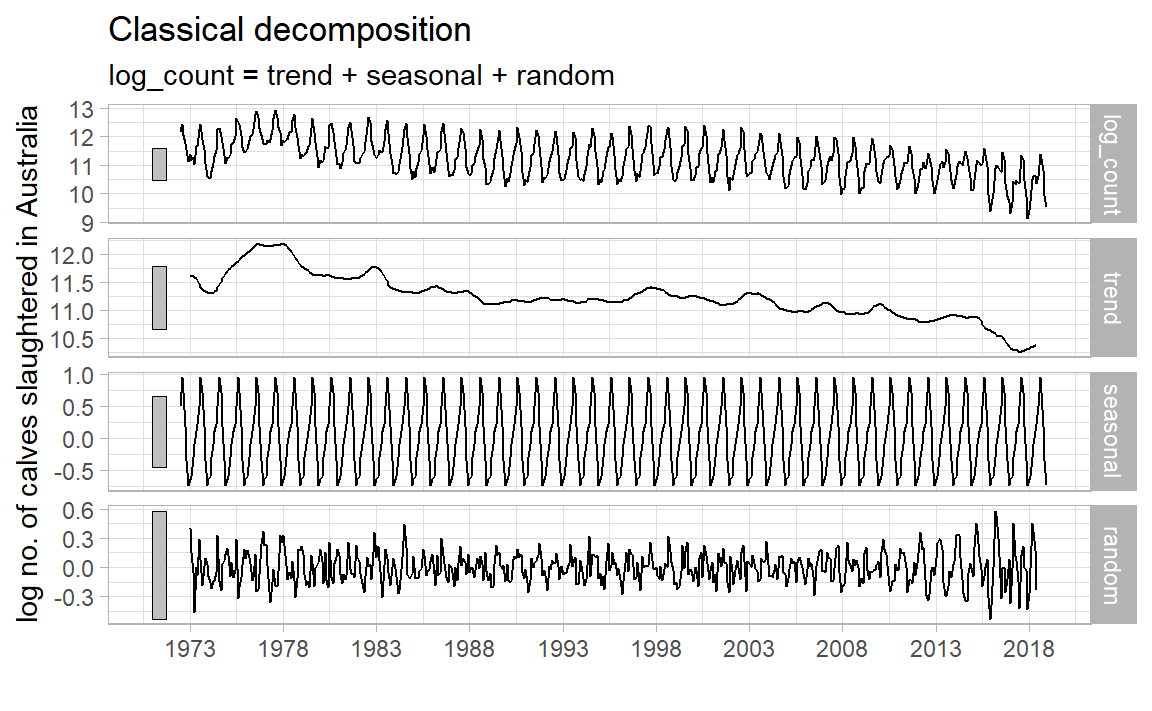 Classical decomposition
log_count = trend + seasonal + random
log no. of calves slaughtered in Australia
13
12
11
10
9
log_count
12.0
11.5
11.0
10.5
trend
1.0
0.5
0.0
-0.5
seasonal
0.6
0.3
0.0
-0.3
random
1973 1978 1983 1988 1993 1998 2003 2008 2013 2018